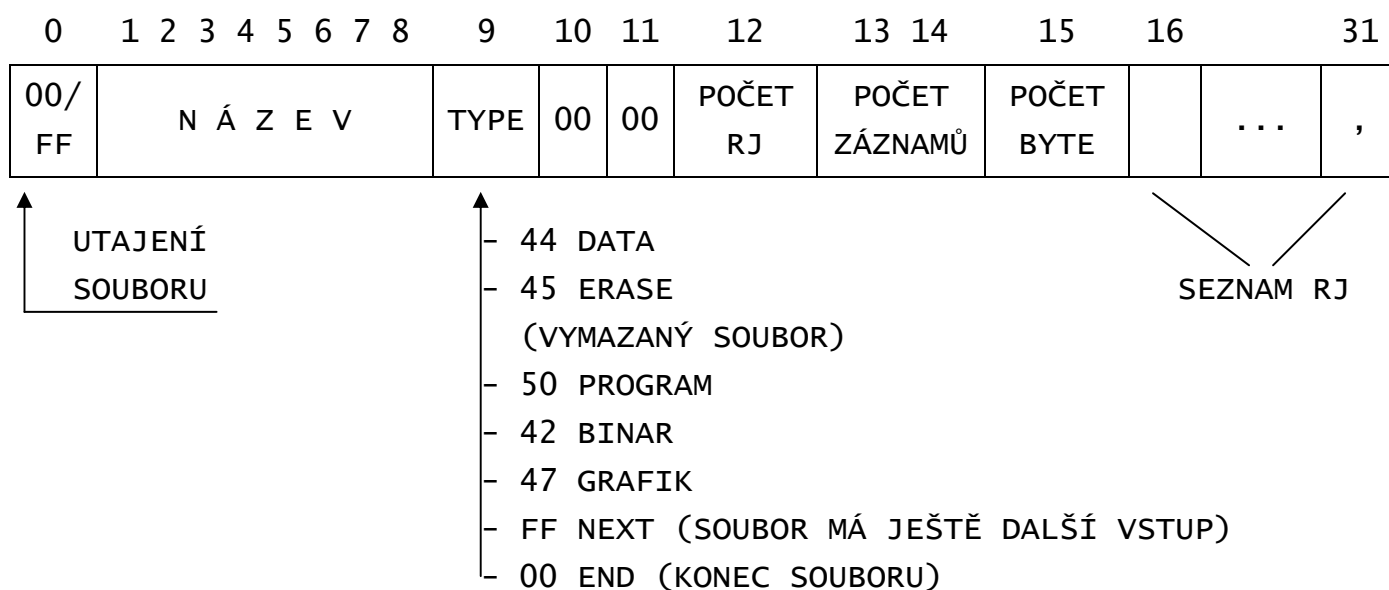 0 1 2 3 4 5 6 7 8 9 10 11 12 13 14 15 16 31
00/ POČET POČET POČET
N Á Z E V TYPE 00 00 ... ,
FF RJ ZÁZNAMŮ BYTE
UTAJENÍ - 44 DATA
SOUBORU - 45 ERASE SEZNAM RJ
(VYMAZANÝ SOUBOR)
- 50 PROGRAM
- 42 BINAR
- 47 GRAFIK
- FF NEXT (SOUBOR MÁ JEŠTĚ DALŠÍ VSTUP)
- 00 END (KONEC SOUBORU)